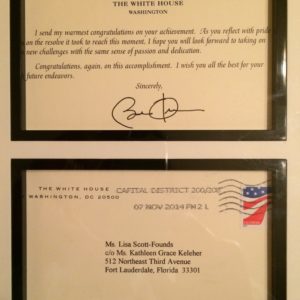 THE WHITE HOUSE
WASHINGTON
I send my warmest congratulations on your achievement. As you reflect with pride
on the resolve it took to reach this moment, I hope you will look forward to taking on
new challenges with the same sense of passion and dedication.
Congratulations, again, on this accomplishment. I wish you all the best for your
future endeavors.
Sincerely,
THE WHITE HOUSE
WASHINGTON, DC 20500
CAPITAL DISTRICT 200
07 NOV 2014 PM 2 L
Ms. Lisa Scott-Founds
c/o Ms. Kathleen Grace Keleher
512 Northeast Third Avenue
Fort Lauderdale, Florida 33301